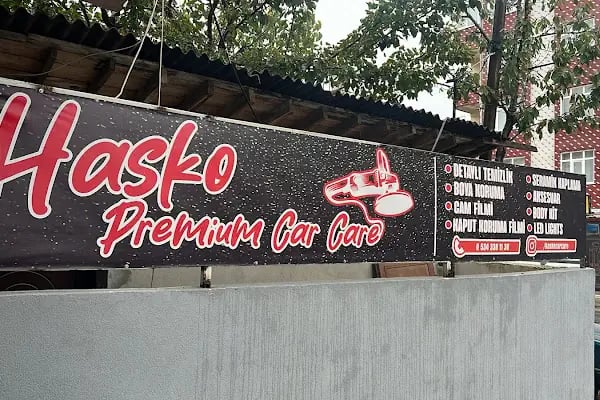 Hasko
Premium Car Care
DETAYLI TEMİZLİK
BOYA KORUMA
CAM FİLMİ
KAPUT KORUMA FİLMİ
SERAMİK KAPLAMA
AKSESUAR
BODY KİT
LED LIGHTS